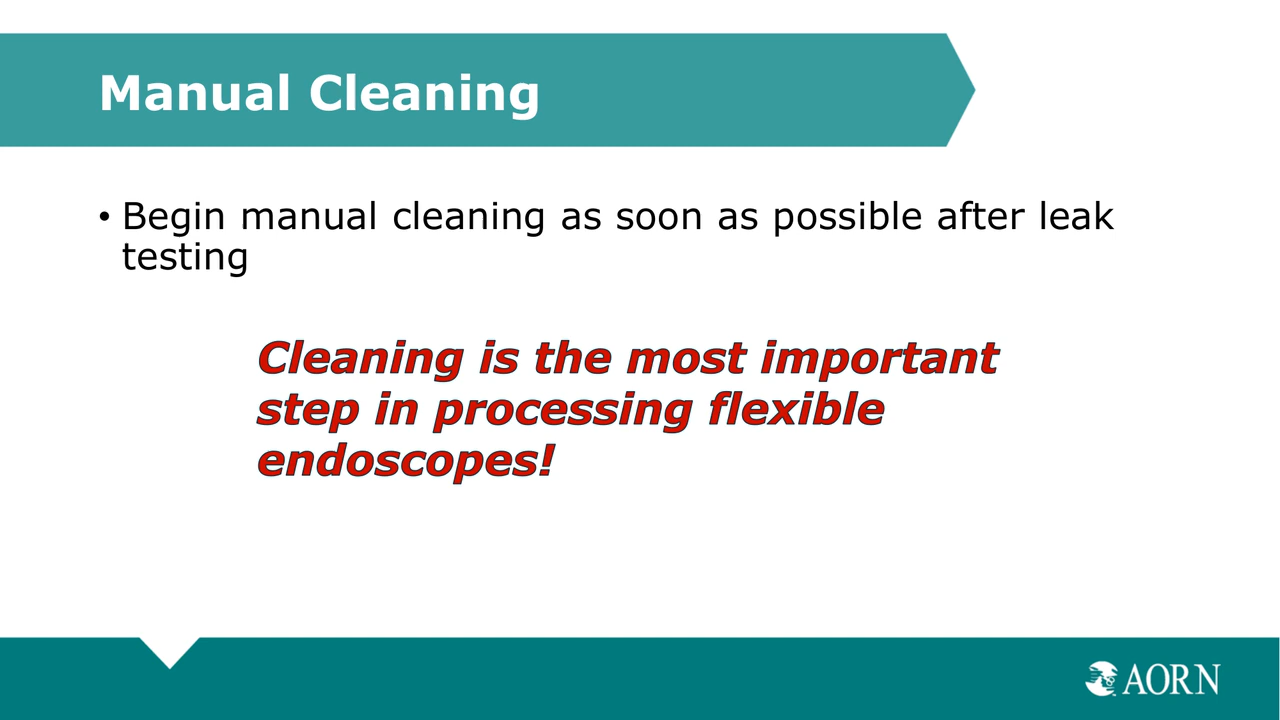 Manual Cleaning
• Begin manual cleaning as soon as possible after leak
testing
Cleaning is the most important
step in processing flexible
endoscopes!
AORN